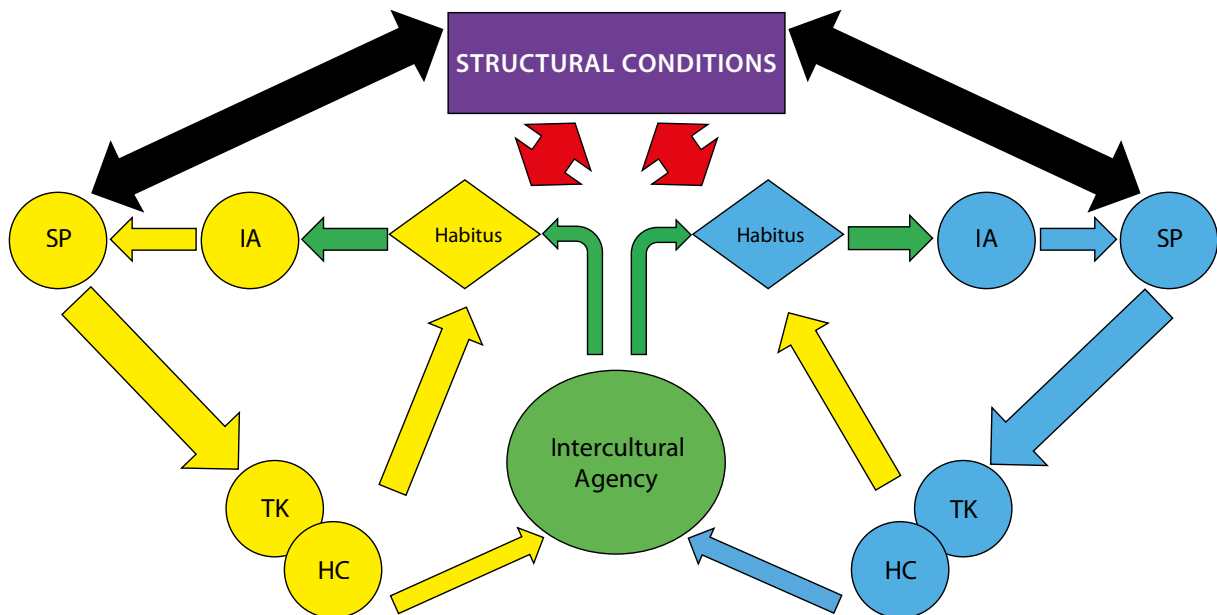 STRUCTURAL CONDITIONS
SP
IA
Habitus
Habitus
IA
SP
Intercultural
Agency
TK
HC
TK
HC